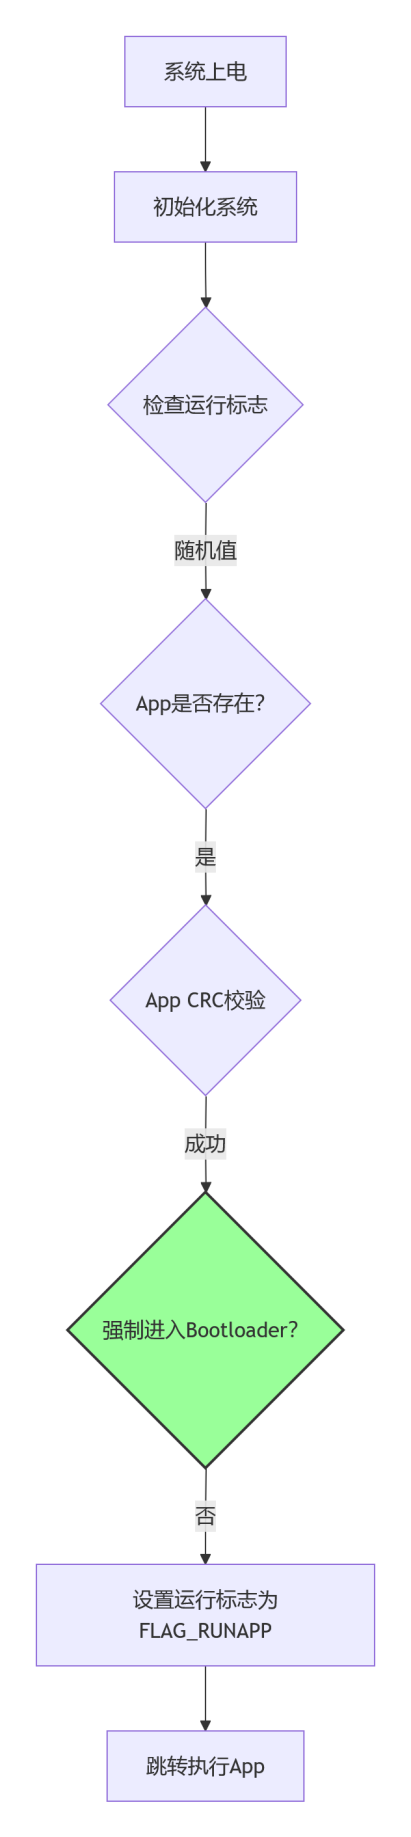 系统上电
初始化系统
检查运行标志
随机值
App是否存在?
是
App CRC校验
成功
强制进入Bootloader?
否
设置运行标志为
FLAG_RUNAPP
跳转执行App